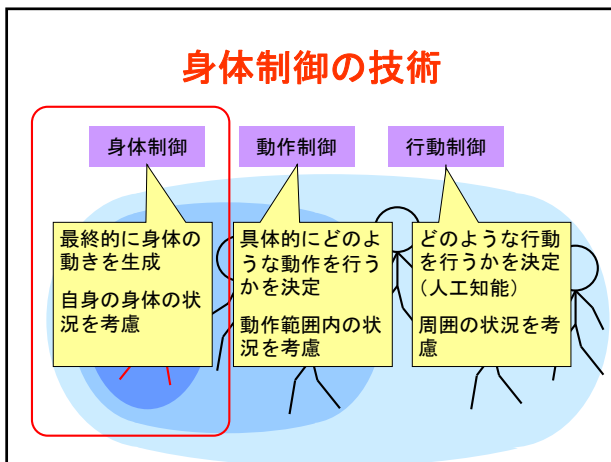 身体制御の技術
身体制御
動作制御
行動制御
最終的に身体の
動きを生成
自身の身体の状
況を考慮
具体的にどのよ
うな動作を行う
かを決定
動作範囲内の状
況を考慮
どのような行動
を行うかを決定
（人工知能）
周囲の状況を考
慮